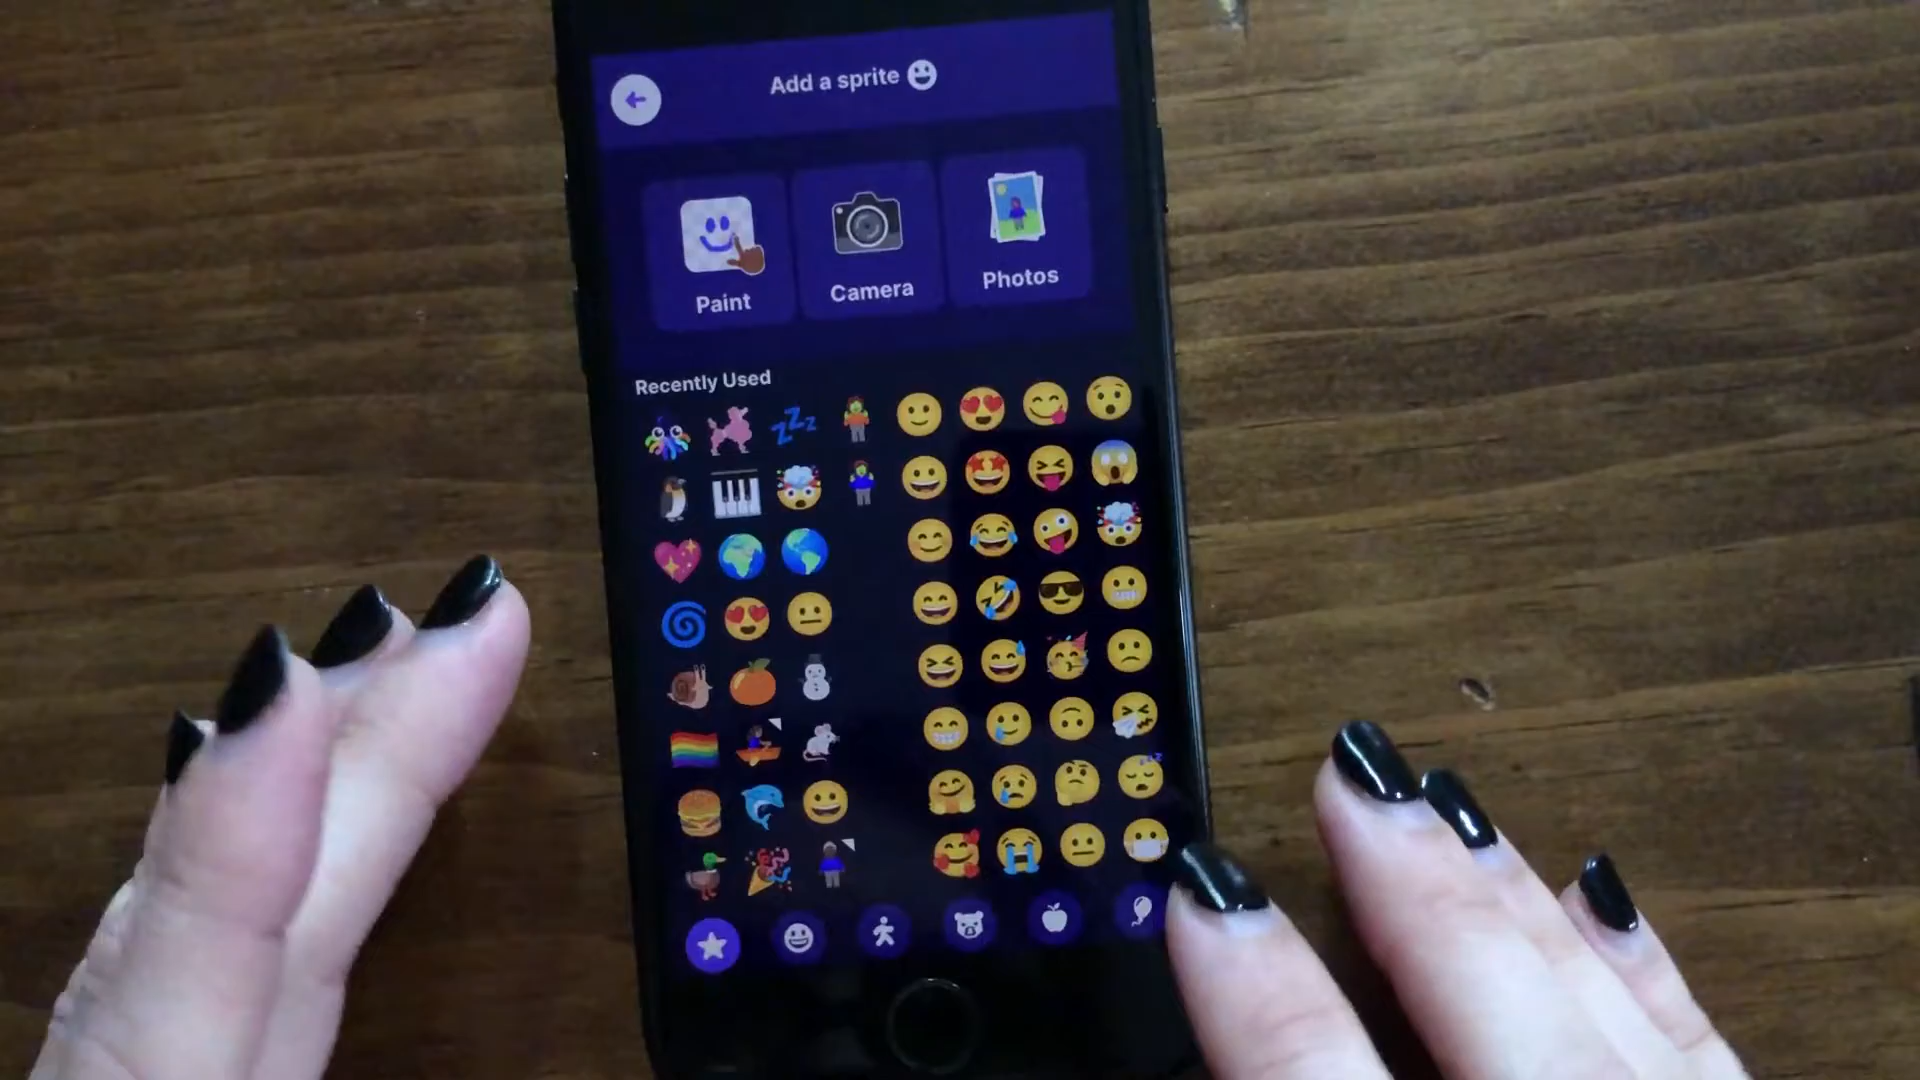 Add a sprite
Paint
Camera
Photos
Recently Used